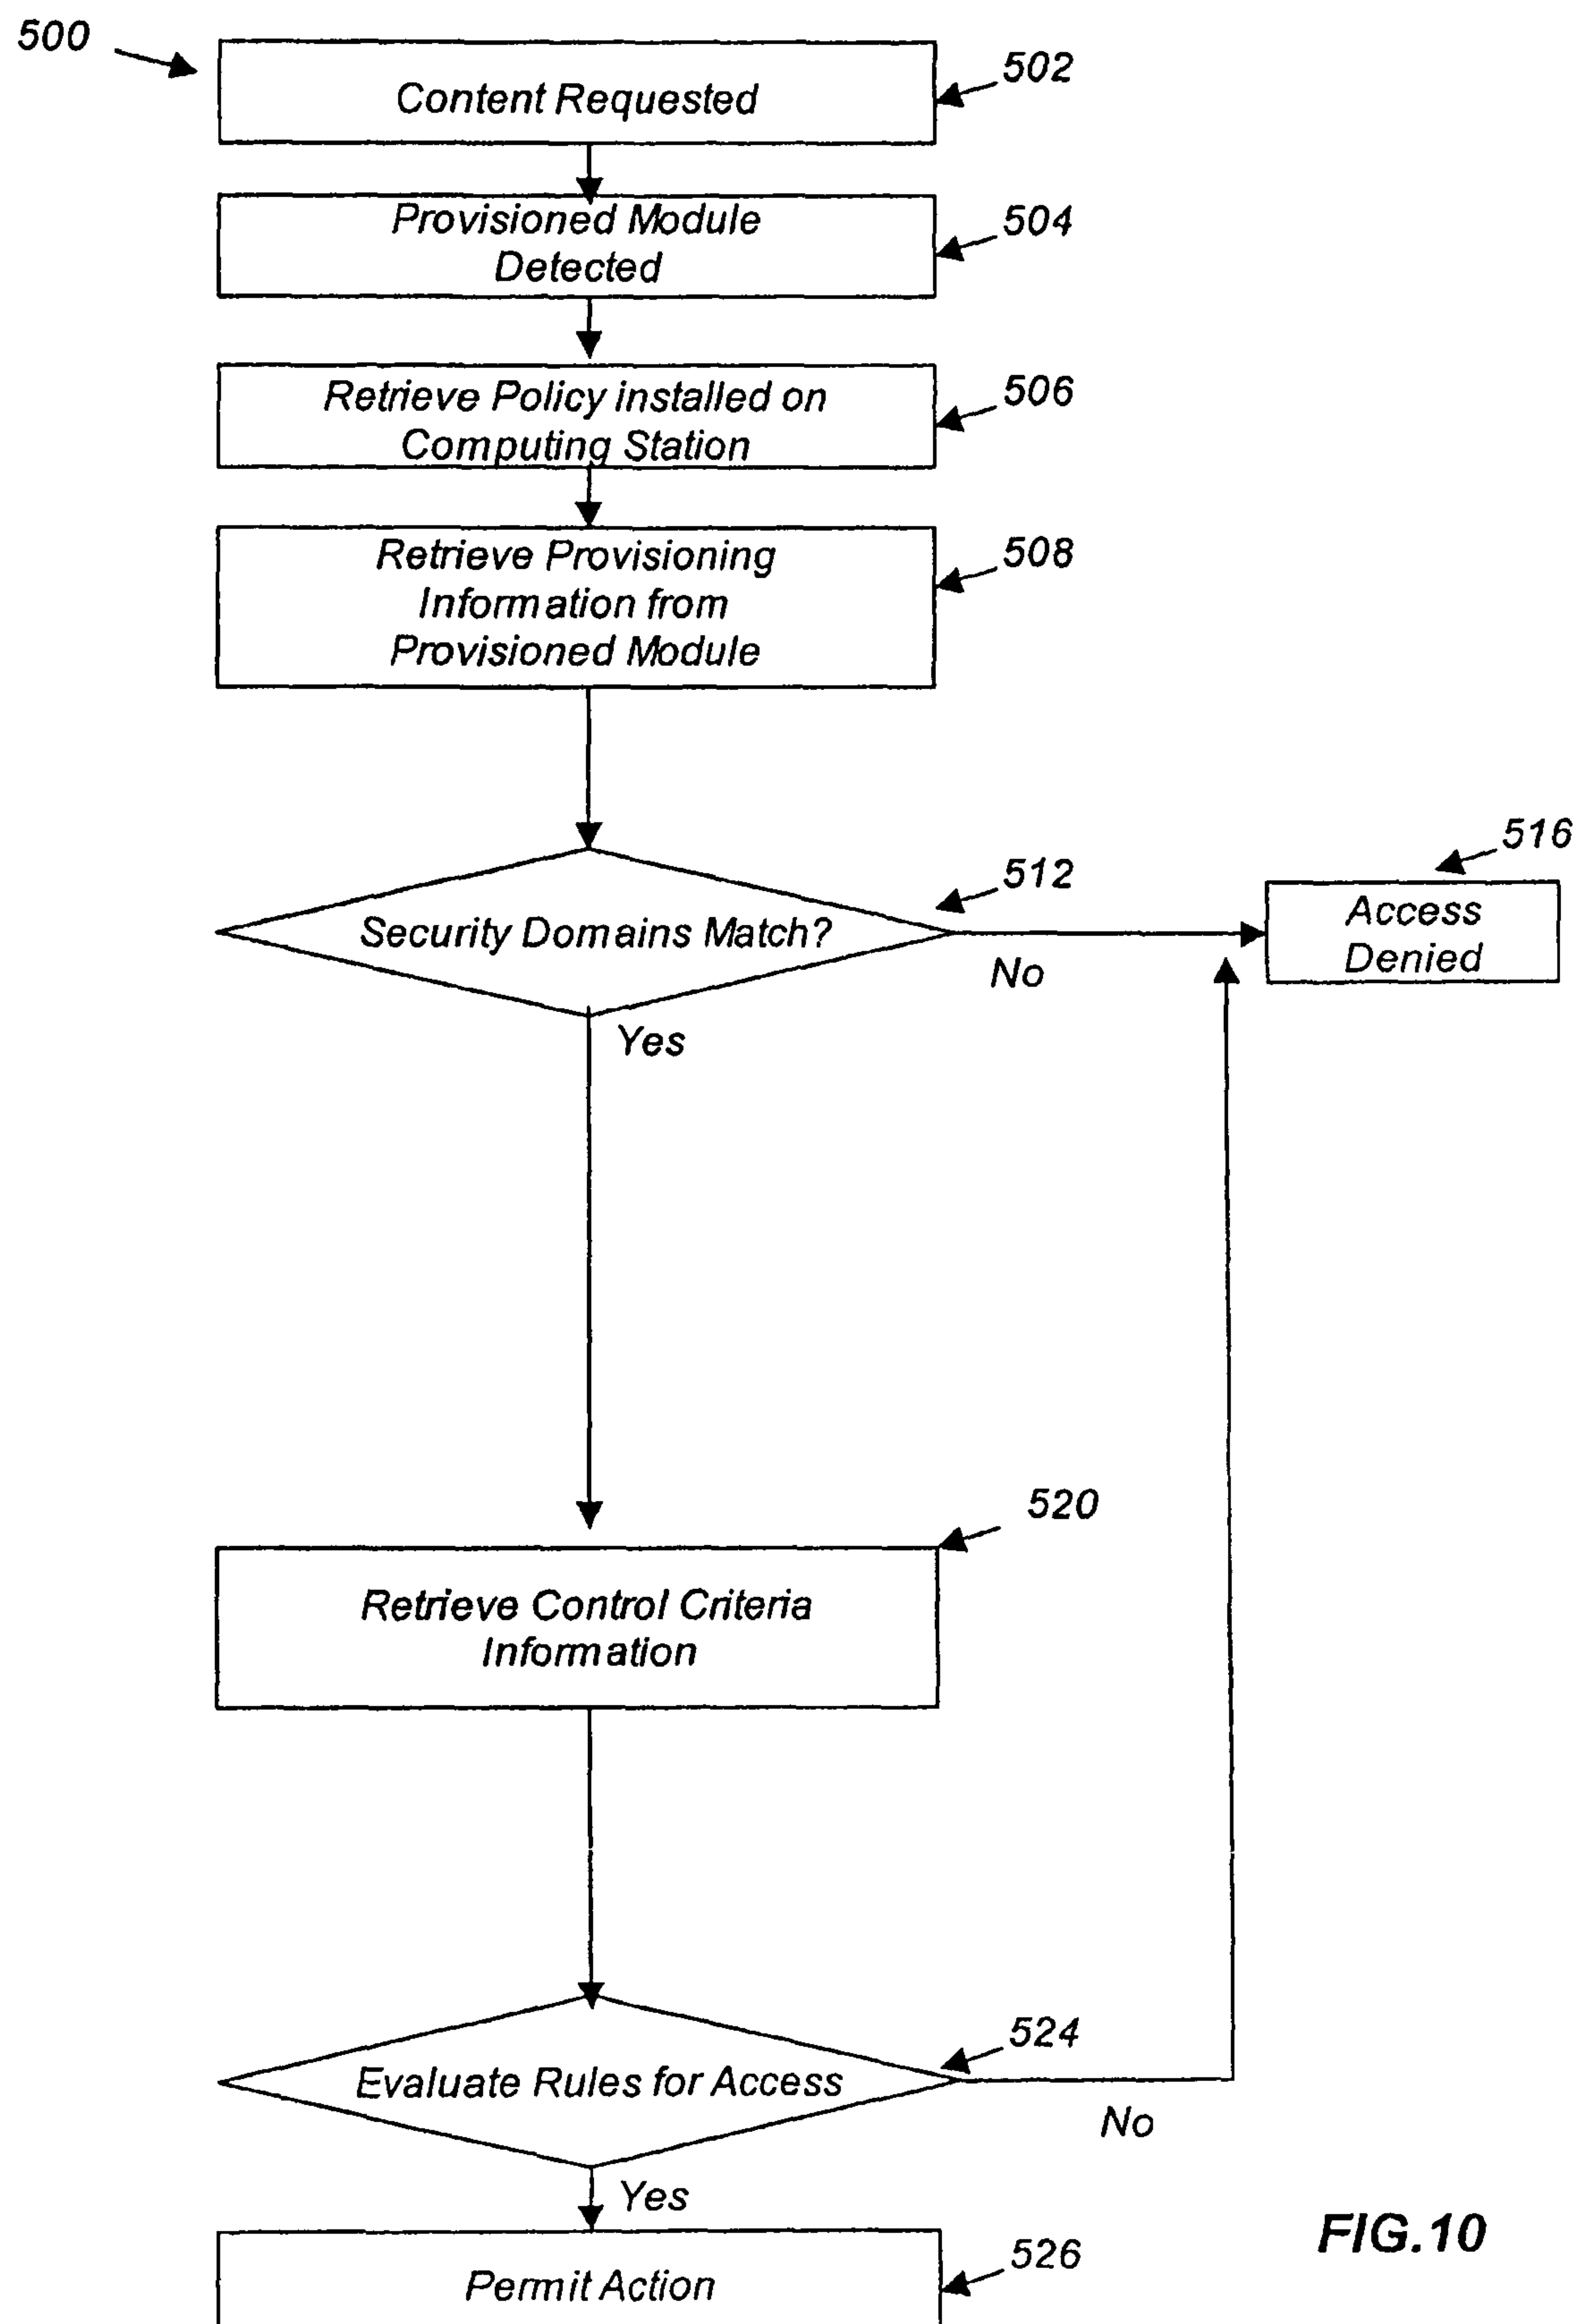 500
Content Requested
502
Provisioned Module
Detected
504
Retrieve Policy installed on
Computing Station
506
Retrieve Provisioning
Information from
Provisioned Module
508
Security Domains Match?
512
No
Yes
516
Access
Denied
520
Retrieve Control Criteria
Information
Evaluate Rules for Access
524
No
Yes
Permit Action
526
FIG.10